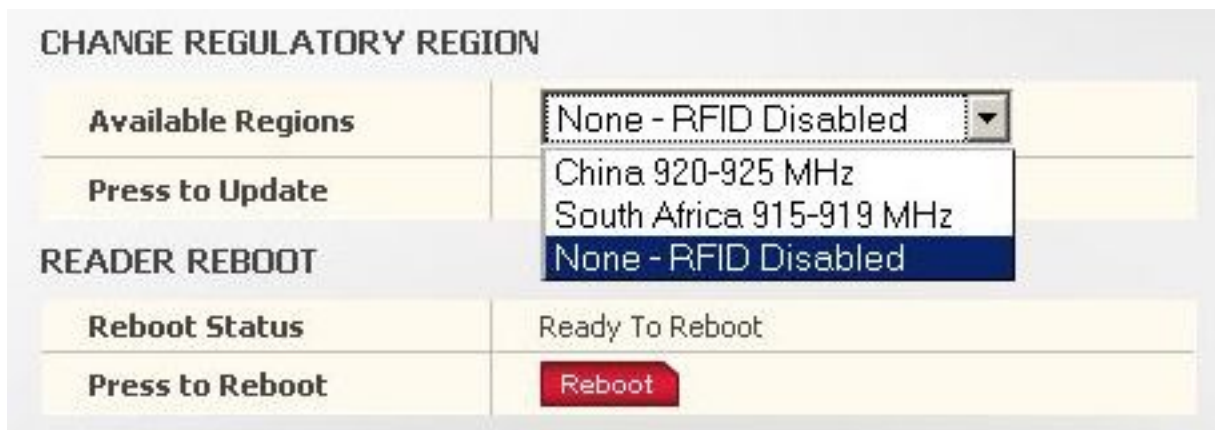 CHANGE REGULATORY REGION
Available Regions None - RFID Disabled
China 920-925 MHz
Press to Update
South Africa 915-919 MHz
None - RFID Disabled
READER REBOOT
Reboot Status Ready To Reboot
Press to Reboot Reboot